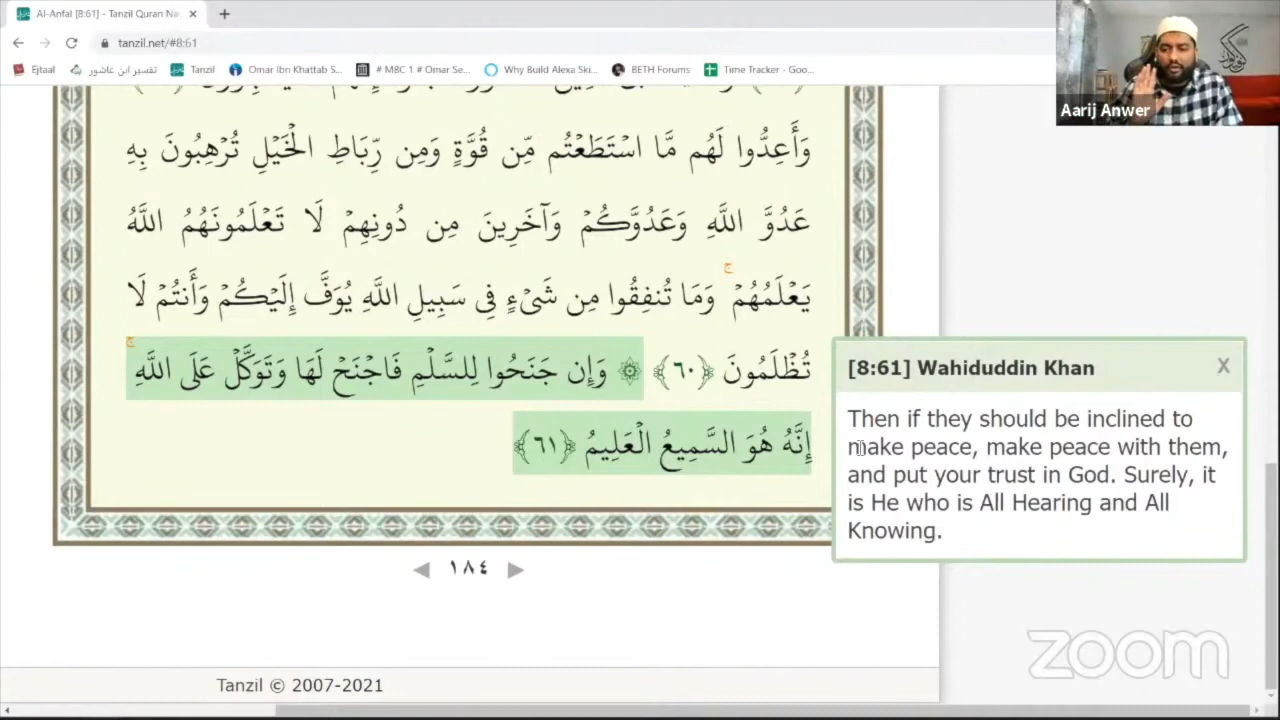 Al-Anfal [8:61] - Tanzil Quran Na
tanzil.net/#8:61
Ejtaal
تفسير ابن عاشور
Tanzil
Omar Ibn Khattab S...
# MBC 1 # Omar Se...
Why Build Alexa Ski...
BETH Forums
Time Tracker - Goo...
Aarij Anwer
وَأَعِدُّوا لَهُم مَّا اسْتَطَعْتُم مِّن قُوَّةٍ وَمِن رِّبَاطِ الْخَيْلِ تُرْهِبُونَ بِهِ
عَدُوَّ اللَّهِ وَعَدُوَّكُمْ وَآخَرِينَ مِن دُونِهِمْ لَا تَعْلَمُونَهُمُ اللَّهُ
يَعْلَمُهُمْ ۚ وَمَا تُنفِقُوا مِن شَيْءٍ فِي سَبِيلِ اللَّهِ يُوَفَّ إِلَيْكُمْ وَأَنتُمْ لَا
تُظْلَمُونَ ﴿٦٠﴾ ۞ وَإِن جَنَحُوا لِلسَّلْمِ فَاجْنَحْ لَهَا وَتَوَكَّلْ عَلَى اللَّهِ ۚ
إِنَّهُ هُوَ السَّمِيعُ الْعَلِيمُ ﴿٦١﴾
[8:61] Wahiduddin Khan X
Then if they should be inclined to
make peace, make peace with them,
and put your trust in God. Surely, it
is He who is All Hearing and All
Knowing.
١٨٤
zoom
Tanzil © 2007-2021